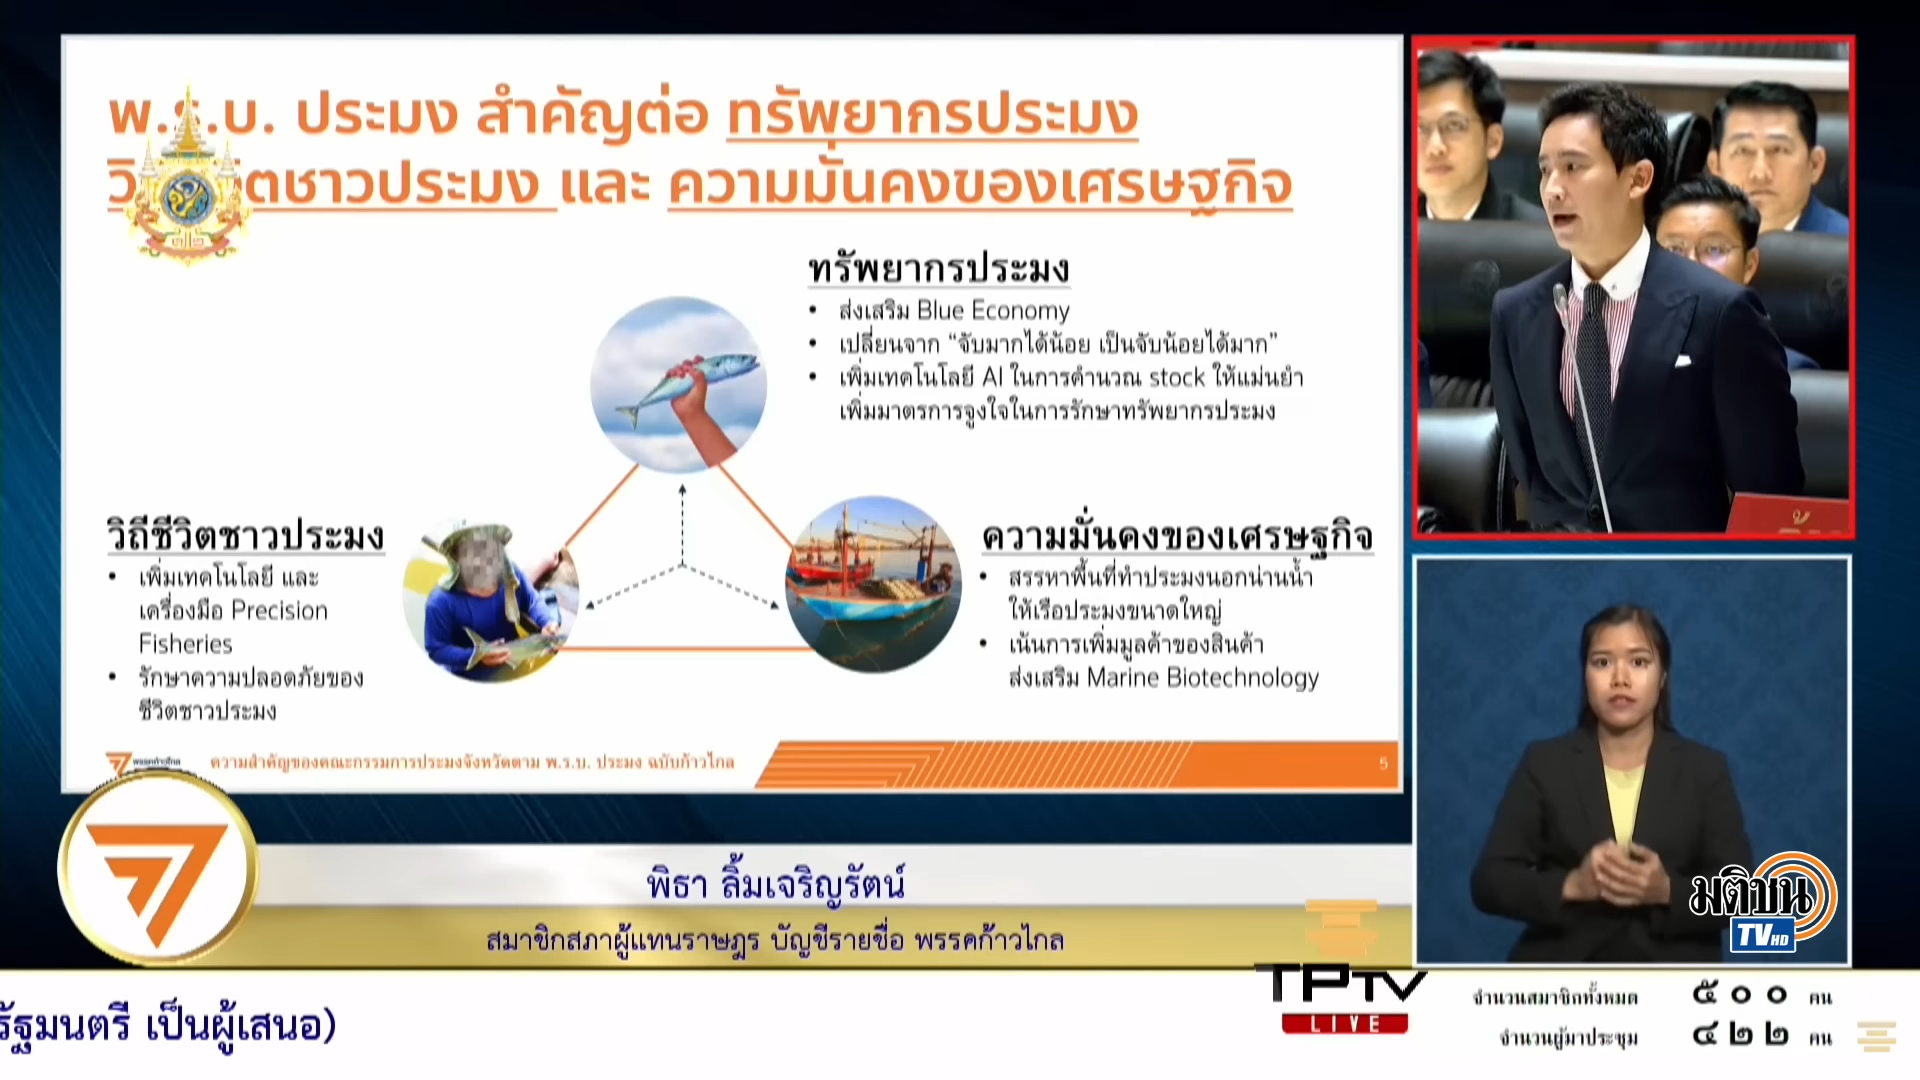 พ.ร.บ. ประมง สำคัญต่อ ทรัพยากรประมง
ตชาวประมง และ ความมั่นคงของเศรษฐกิจ
ทรัพยากรประมง
• ส่งเสริม Blue Economy
• เปลี่ยนจาก “จับมากได้น้อย เป็นจับน้อยได้มาก”
• เพิ่มเทคโนโลยี AI ในการคำนวณ stock ให้แม่นยำ
เพิ่มมาตรการจูงใจในการรักษาทรัพยากรประมง
วิถีชีวิตชาวประมง
• เพิ่มเทคโนโลยี และ
เครื่องมือ Precision
Fisheries
• รักษาความปลอดภัยของ
ชีวิตชาวประมง
ความมั่นคงของเศรษฐกิจ
• สรรหาพื้นที่ทำประมงนอกน่านน้ำ
ให้เรือประมงขนาดใหญ่
• เน้นการเพิ่มมูลค้าของสินค้า
ส่งเสริม Marine Biotechnology
พรรคก้าวไกล
ความสำคัญของคณะกรรมการประมงจังหวัดตาม พ.ร.บ. ประมง ฉบับก้าวไกล
5
พิธา ลิ้มเจริญรัตน์
สมาชิกสภาผู้แทนราษฎร บัญชีรายชื่อ พรรคก้าวไกล
มติชน
TV HD
TPTV
LIVE
รัฐมนตรี เป็นผู้เสนอ)
จำนวนสมาชิกทั้งหมด ๕๐๐ คน
จำนวนผู้มาประชุม ๔๒๒ คน